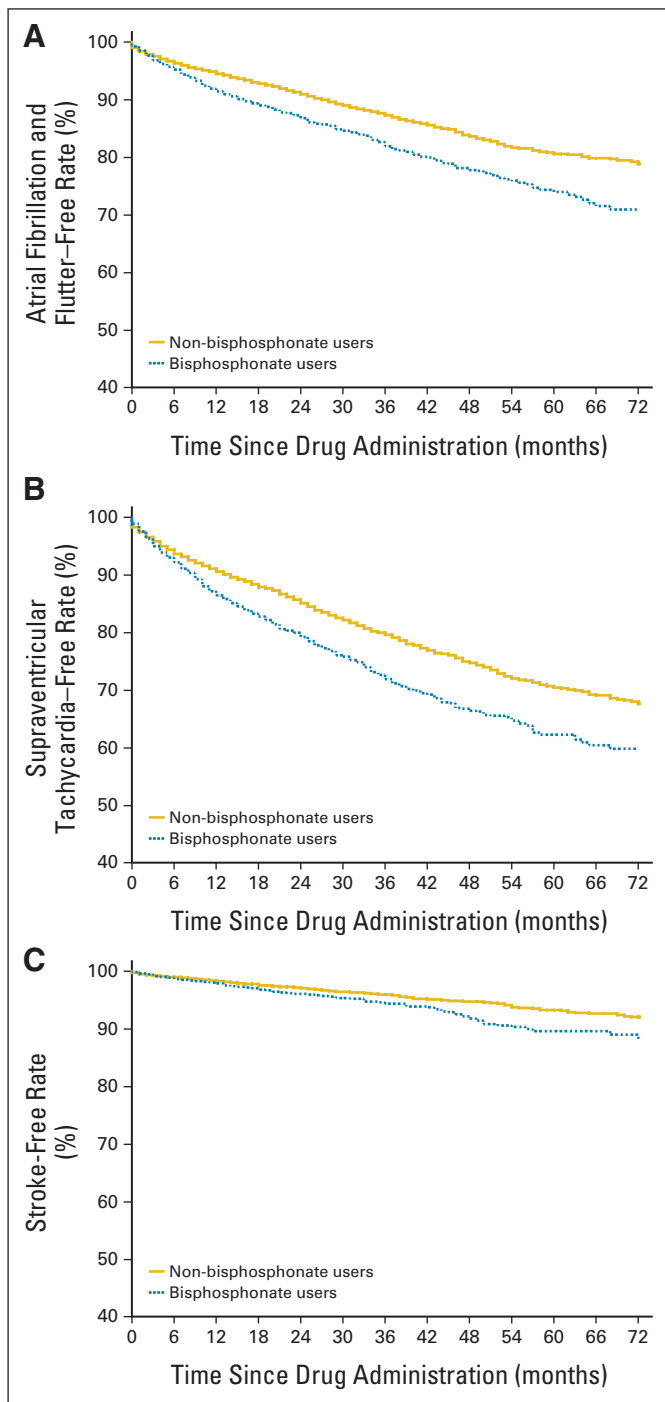 A
Atrial Fibrillation and
Flutter–Free Rate (%)
100
90
80
70
60
50
40
Non-bisphosphonate users
Bisphosphonate users
0 6 12 18 24 30 36 42 48 54 60 66 72
Time Since Drug Administration (months)
B
Supraventricular
Tachycardia–Free Rate (%)
100
90
80
70
60
50
40
Non-bisphosphonate users
Bisphosphonate users
0 6 12 18 24 30 36 42 48 54 60 66 72
Time Since Drug Administration (months)
C
Stroke-Free Rate
(%)
100
90
80
70
60
50
40
Non-bisphosphonate users
Bisphosphonate users
0 6 12 18 24 30 36 42 48 54 60 66 72
Time Since Drug Administration (months)